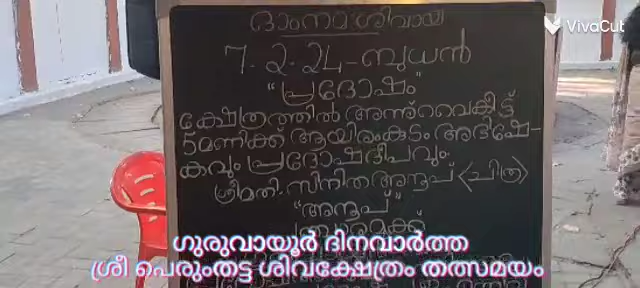 ഓംനമശിവായ
VivaCut
7-2-24-ബുധൻ
"പ്രദോഷം"
ക്ഷേത്രത്തിൽ അന്ന് വൈകീട്ട്
5മണിക്ക് ആയിരംകുടം അഭിഷേ-
കവും പ്രദോഷദീപവും.
ശ്രീമതി. സിനിത അനൂപ് <ചിത്ര>
"അനൂപ്"
ഗുരുവായൂർ ദിനവാർത്ത
ശ്രീ പെരുംതട്ട ശിവക്ഷേത്രം തത്സമയം